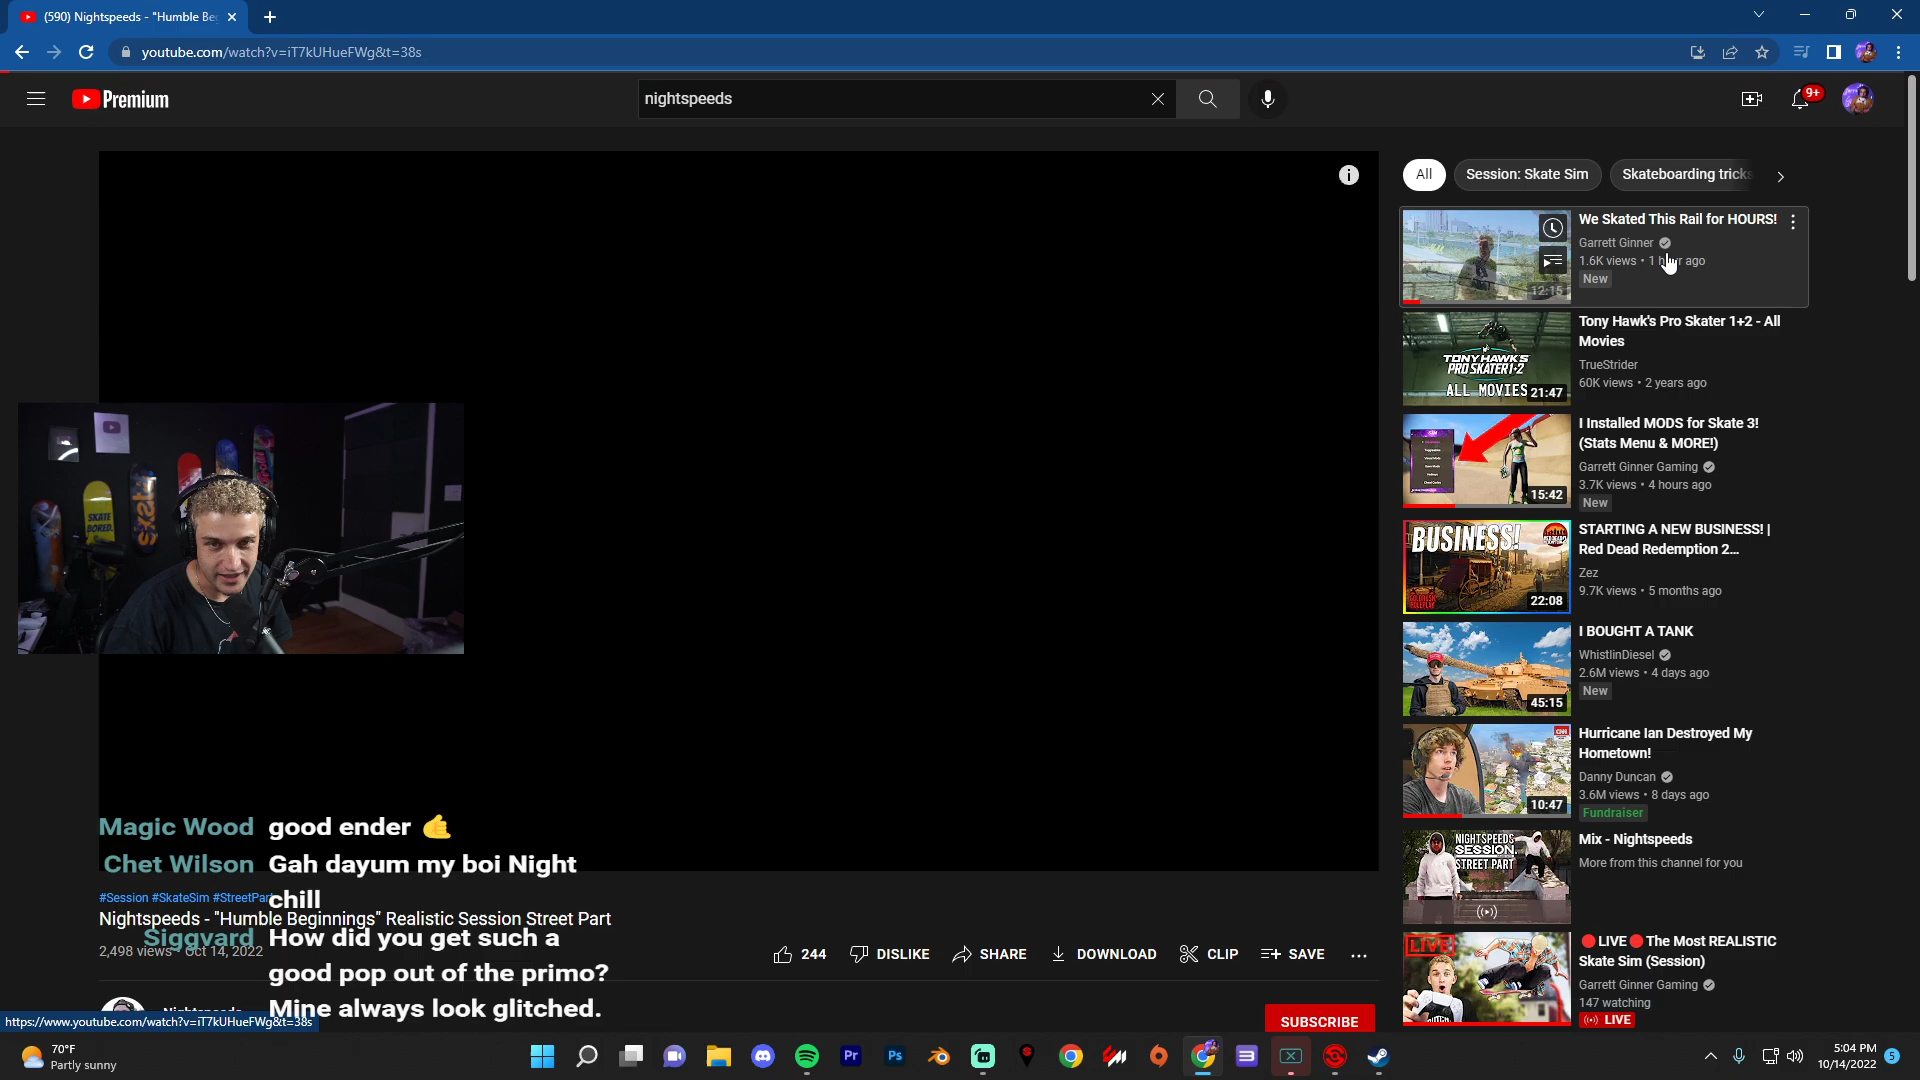 (590) Nightspeeds - "Humble Be
youtube.com/watch?v=iT7kUHueFWg&t=38s
Premium
nightspeeds
9+
All
Session: Skate Sim
Skateboarding tricks
We Skated This Rail for HOURS!
Garrett Ginner
1.6K views • 1 hour ago
New
12:15
Tony Hawk's Pro Skater 1+2 - All
Movies
TrueStrider
60K views • 2 years ago
TONY HAWK'S
PRO SKATER 1+2
ALL MOVIES
21:47
I Installed MODS for Skate 3!
(Stats Menu & MORE!)
Garrett Ginner Gaming
3.7K views • 4 hours ago
New
15:42
STARTING A NEW BUSINESS! |
Red Dead Redemption 2...
Zez
9.7K views • 5 months ago
BUSINESS!
22:08
I BOUGHT A TANK
WhistlinDiesel
2.6M views • 4 days ago
New
45:15
Hurricane Ian Destroyed My
Hometown!
Danny Duncan
3.6M views • 8 days ago
Fundraiser
CNN
10:47
Mix - Nightspeeds
More from this channel for you
NIGHTSPEEDS
SESSION
STREET PART
LIVE The Most REALISTIC
Skate Sim (Session)
Garrett Ginner Gaming
147 watching
LIVE
LIVE
SKATE
BORED
Magic Wood good ender
Chet Wilson Gah dayum my boi Night
chill
#Session #SkateSim #StreetPart
Nightspeeds - "Humble Beginnings" Realistic Session Street Part
Siggvard How did you get such a
good pop out of the primo?
Mine always look glitched.
2,498 views Oct 14, 2022
244
DISLIKE
SHARE
DOWNLOAD
CLIP
SAVE
SUBSCRIBE
https://www.youtube.com/watch?v=iT7kUHueFWg&t=38s
70°F
Partly sunny
Pr
Ps
5:04 PM
10/14/2022
5